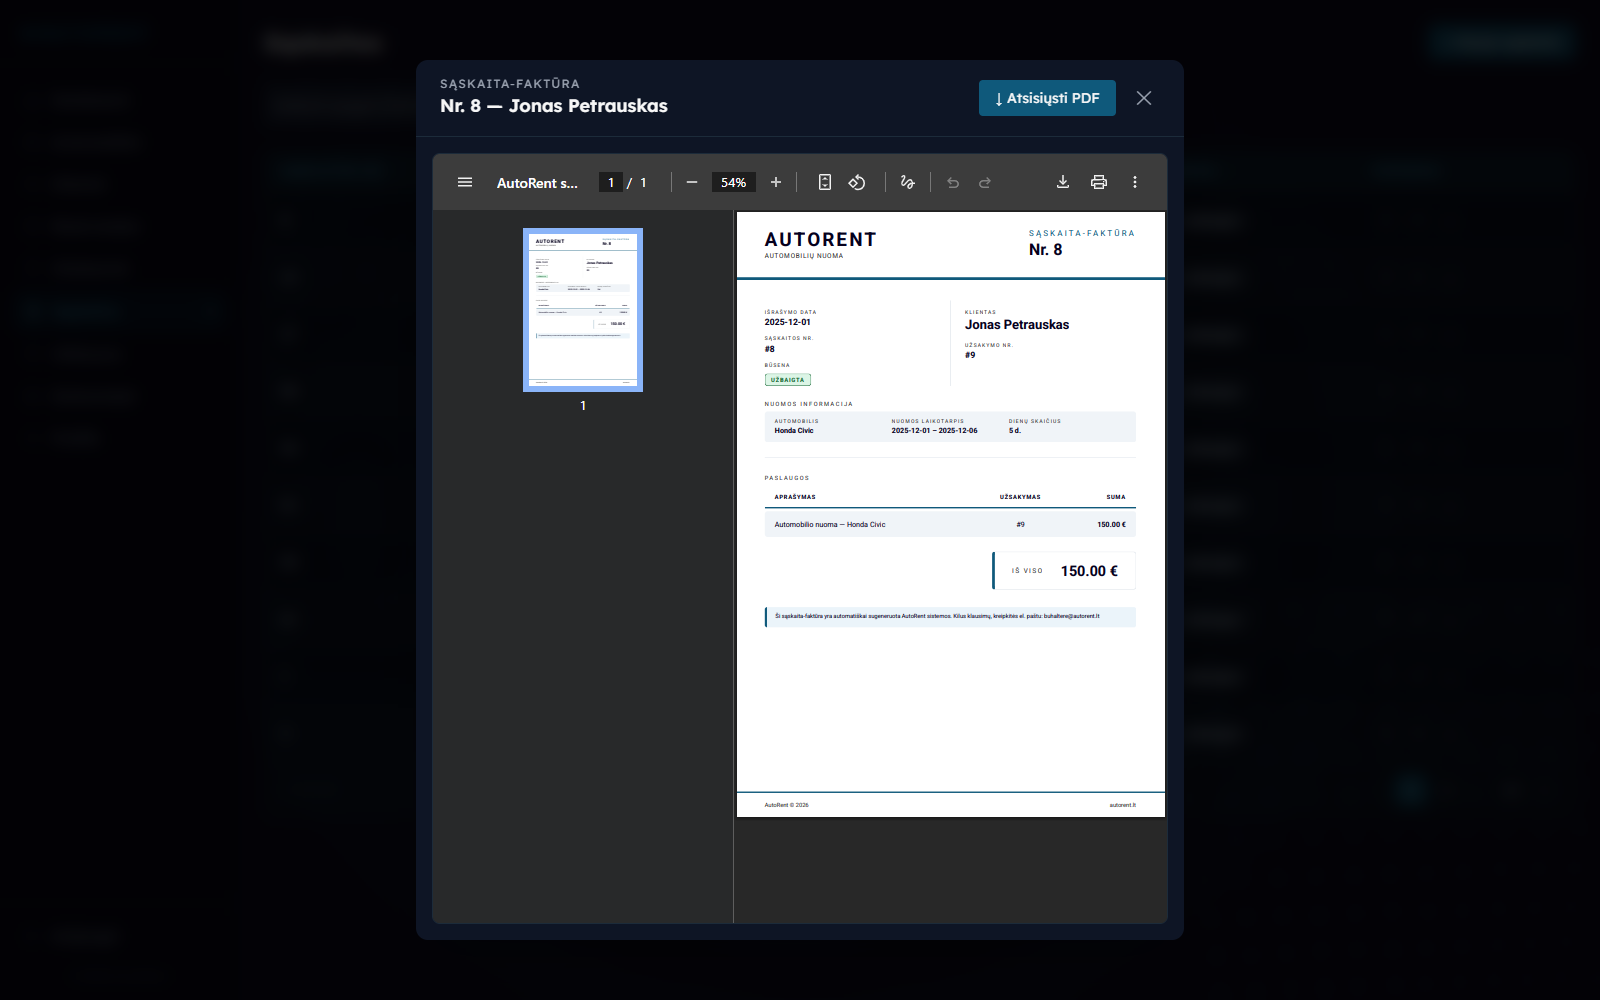 SĄSKAITA-FAKTŪRA
Nr. 8 — Jonas Petrauskas
↓ Atsisiųsti PDF
AutoRent s...
1 / 1
54%
1
AUTORENT
AUTOMOBILIŲ NUOMA
SĄSKAITA-FAKTŪRA
Nr. 8
IŠRAŠYMO DATA
2025-12-01
SĄSKAITOS NR.
#8
BŪSENA
UŽBAIGTA
KLIENTAS
Jonas Petrauskas
UŽSAKYMO NR.
#9
NUOMOS INFORMACIJA
AUTOMOBILIS NUOMOS LAIKOTARPIS DIENŲ SKAIČIUS
Honda Civic 2025-12-01 – 2025-12-06 5 d.
PASLAUGOS
APRAŠYMAS UŽSAKYMAS SUMA
Automobilio nuoma — Honda Civic #9 150.00 €
IŠ VISO 150.00 €
Ši sąskaita-faktūra yra automatiškai sugeneruota AutoRent sistemos. Kilus klausimų, kreipkitės el. paštu: buhaltere@autorent.lt
AutoRent © 2026 autorent.lt